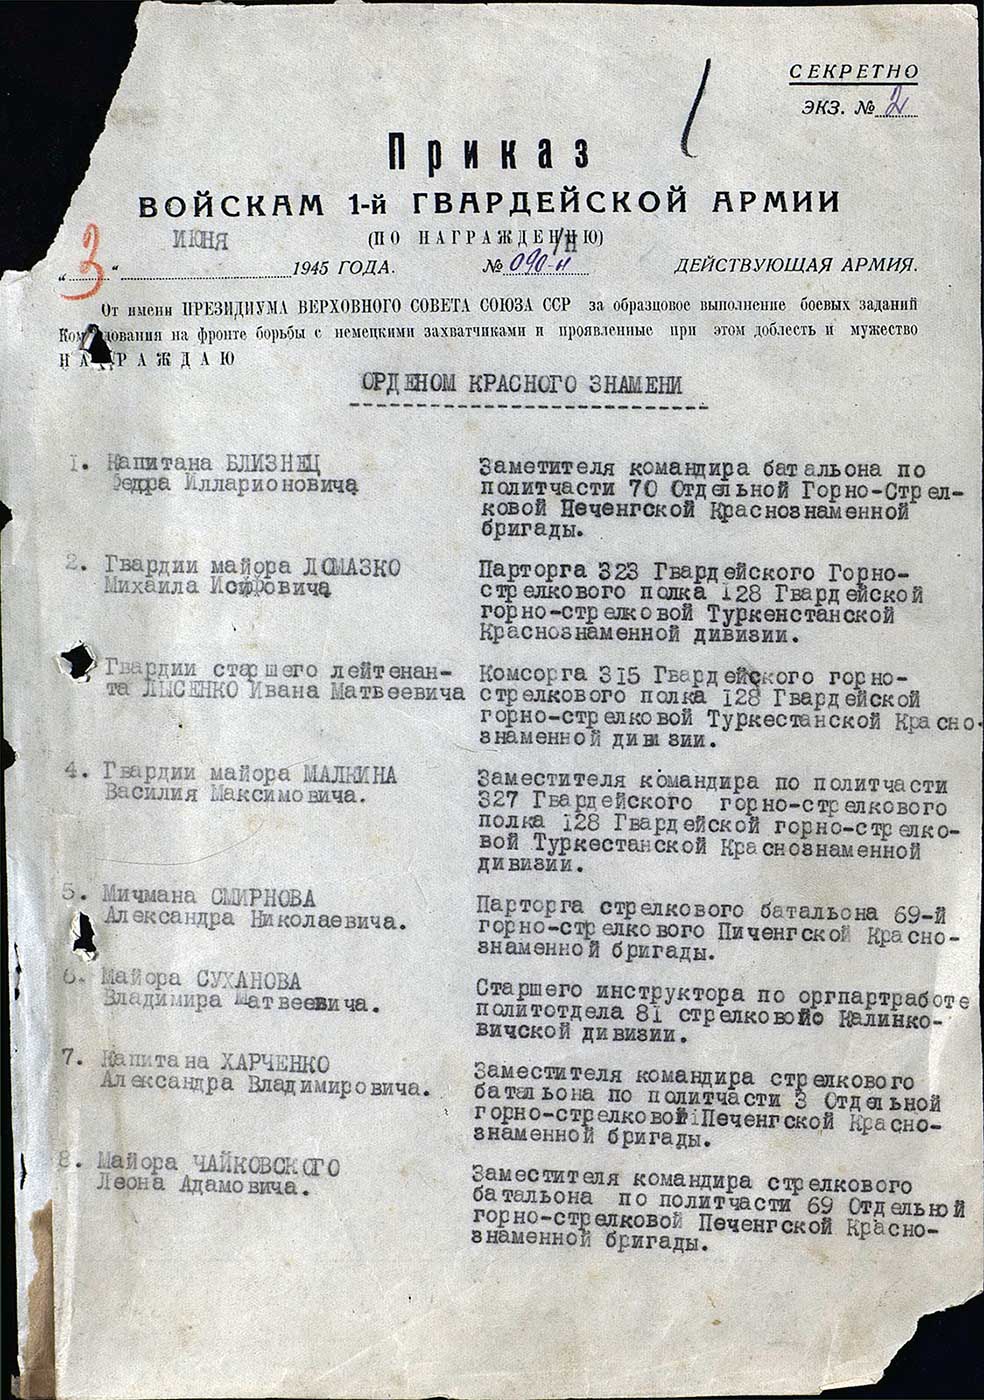 СЕКРЕТНО
ЭКЗ. № 2
Приказ
ВОЙСКАМ 1-й ГВАРДЕЙСКОЙ АРМИИ
(ПО НАГРАЖДЕНИЮ)
„3“ ИЮНЯ 1945 ГОДА. № 090-н ДЕЙСТВУЮЩАЯ АРМИЯ.
От имени ПРЕЗИДИУМА ВЕРХОВНОГО СОВЕТА СОЮЗА ССР за образцовое выполнение боевых заданий
Командования на фронте борьбы с немецкими захватчиками и проявленные при этом доблесть и мужество
НАГРАЖДАЮ
ОРДЕНОМ КРАСНОГО ЗНАМЕНИ
1. Капитана БЛИЗНЕЦ
Федра Илларионовича
Заметителя командира батальона по
политчасти 70 Отдельной Горно-Стрел-
ковой Печенгской Краснознаменной
бригады.
2. Гвардии майора ЛОМАЗКО
Михаила Исифовича
Парторга 323 Гвардейского Горно-
стрелкового полка 128 Гвардейской
горно-стрелковой Туркенстанской
Краснознаменной дивизии.
Гвардии старшего лейтенан-
та ЛЫСЕНКО Ивана Матвеевича
Комсорга 315 Гвардейского горно-
стрелкового полка 128 Гвардейской
горно-стрелковой Туркестанской Красно-
знаменной дивизии.
4. Гвардии майора МАЛКИНА
Василия Максимовича.
Заместителя командира по политчасти
327 Гвардейского горно-стрелкового
полка 128 Гвардейской горно-стрелко-
вой Туркестанской Краснознаменной
дивизии.
5. Мичмана СМИРНОВА
Александра Николаевича.
Парторга стрелкового батальона 69-й
горно-стрелкового Пиченгской Красно-
знаменной бригады.
6. Майора СУХАНОВА
Владимира Матвеевича.
Старшего инструктора по оргпартработе
политотдела 81 стрелковойо Калинко-
вичской дивизии.
7. Капитана ХАРЧЕНКО
Александра Владимировича.
Заместителя командира стрелкового
батальона по политчасти 3 Отдельной
горно-стрелковой Печенгской Красно-
знаменной бригады.
8. Майора ЧАЙКОВСКОГО
Леона Адамовича.
Заместителя командира стрелкового
батальона по политчасти 69 Отдельной
горно-стрелковой Печенгской Красно-
знаменной бригады.